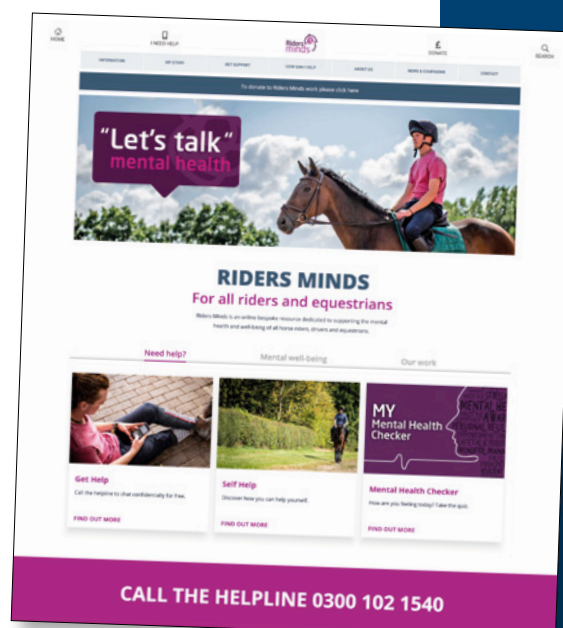 HOME
I NEED HELP
Riders
minds
£
DONATE
SEARCH
INFORMATION
MY STORY
GET SUPPORT
HOW CAN I HELP
ABOUT US
NEWS & CAMPAIGNS
CONTACT
To donate to Riders Minds work please click here
“Let’s talk“
mental health
RIDERS MINDS
For all riders and equestrians
Riders Minds is an online bespoke resource dedicated to supporting the mental
health and well-being of all horse riders, drivers and equestrians.
Need help?
Mental well-being
Our work
MY
Mental Health
Checker
MENTAL HE
Get Help
Call the helpline to chat confidentially for free.
FIND OUT MORE
Self Help
Discover how you can help yourself.
FIND OUT MORE
Mental Health Checker
How are you feeling today? Take the quiz.
FIND OUT MORE
CALL THE HELPLINE 0300 102 1540